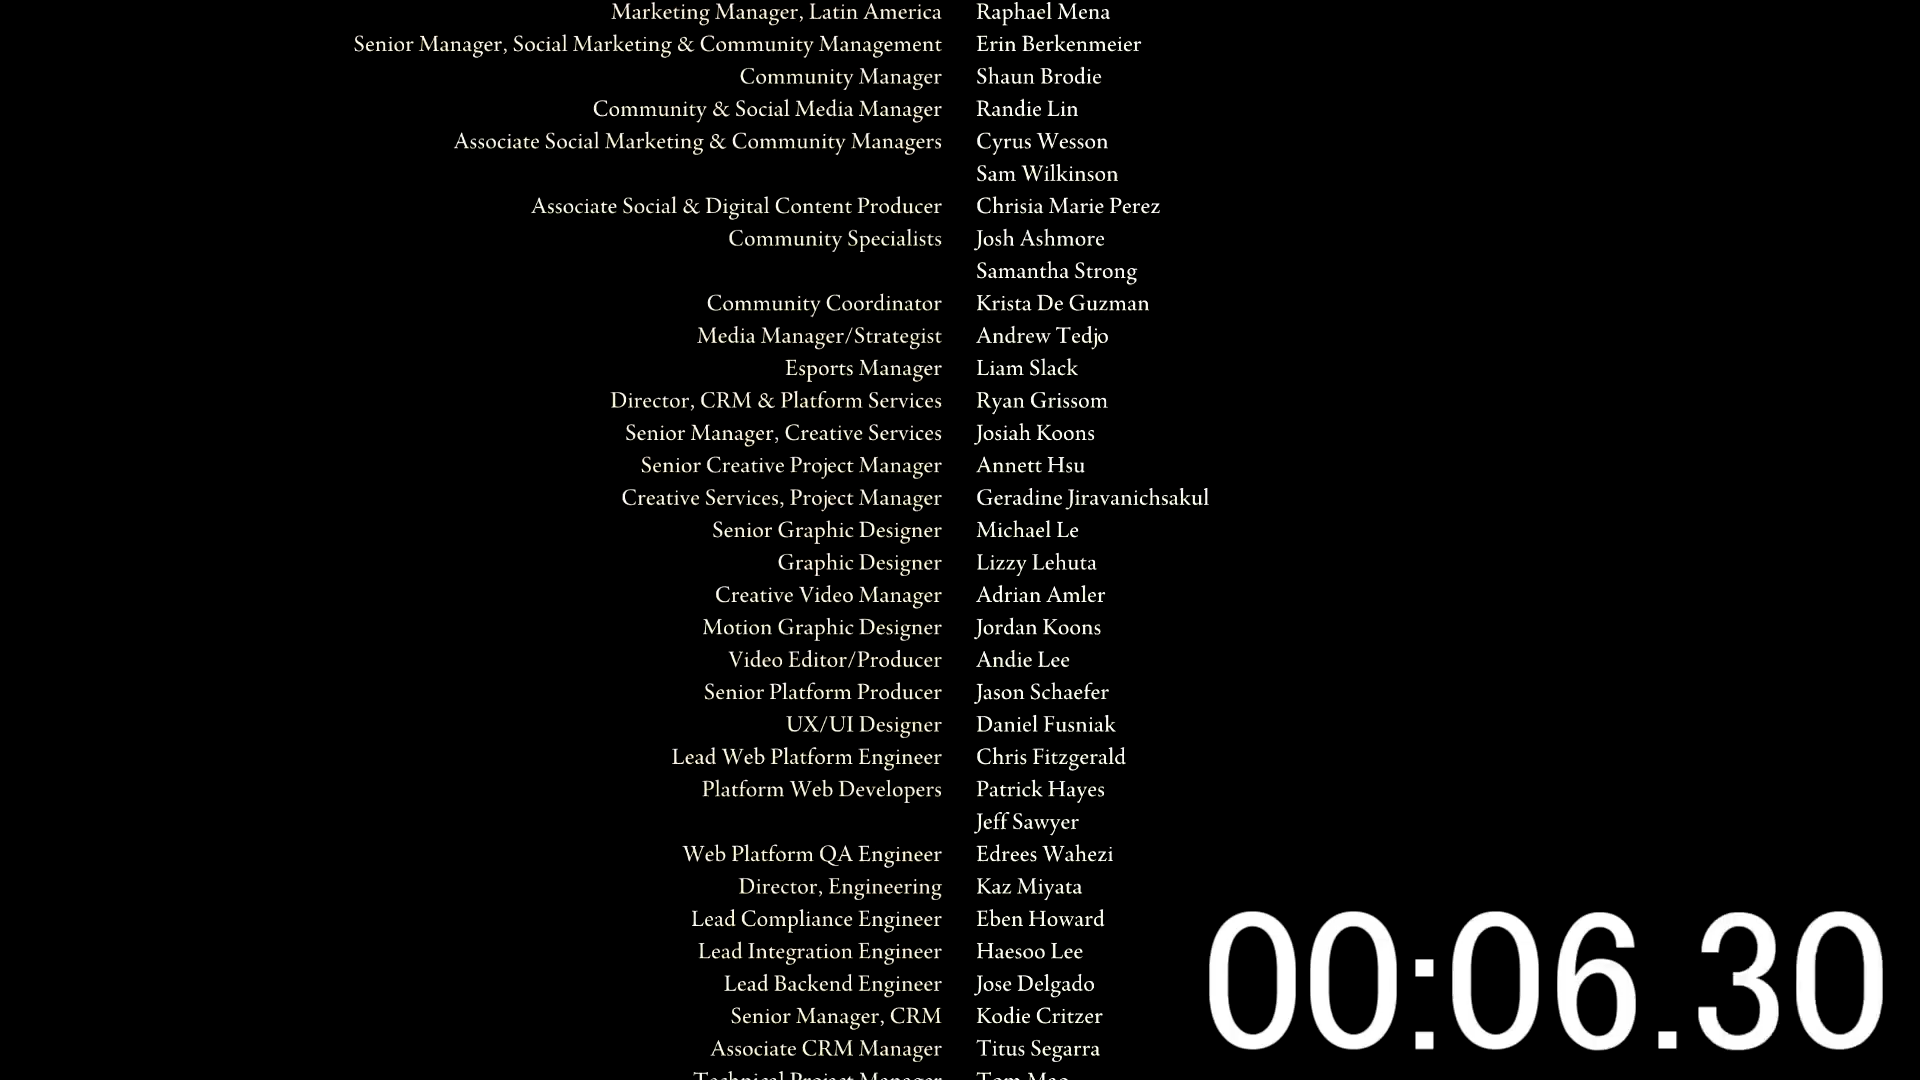 Marketing Manager, Latin America Raphael Mena
Senior Manager, Social Marketing & Community Management Erin Berkenmeier
Community Manager Shaun Brodie
Community & Social Media Manager Randie Lin
Associate Social Marketing & Community Managers Cyrus Wesson
Sam Wilkinson
Associate Social & Digital Content Producer Chrisia Marie Perez
Community Specialists Josh Ashmore
Samantha Strong
Community Coordinator Krista De Guzman
Media Manager/Strategist Andrew Tedjo
Esports Manager Liam Slack
Director, CRM & Platform Services Ryan Grissom
Senior Manager, Creative Services Josiah Koons
Senior Creative Project Manager Annett Hsu
Creative Services, Project Manager Geradine Jiravanichsakul
Senior Graphic Designer Michael Le
Graphic Designer Lizzy Lehuta
Creative Video Manager Adrian Amler
Motion Graphic Designer Jordan Koons
Video Editor/Producer Andie Lee
Senior Platform Producer Jason Schaefer
UX/UI Designer Daniel Fusniak
Lead Web Platform Engineer Chris Fitzgerald
Platform Web Developers Patrick Hayes
Jeff Sawyer
Web Platform QA Engineer Edrees Wahezi
Director, Engineering Kaz Miyata
Lead Compliance Engineer Eben Howard
Lead Integration Engineer Haesoo Lee
Lead Backend Engineer Jose Delgado
Senior Manager, CRM Kodie Critzer
Associate CRM Manager Titus Segarra
Technical Project Manager Tom
00:06.30